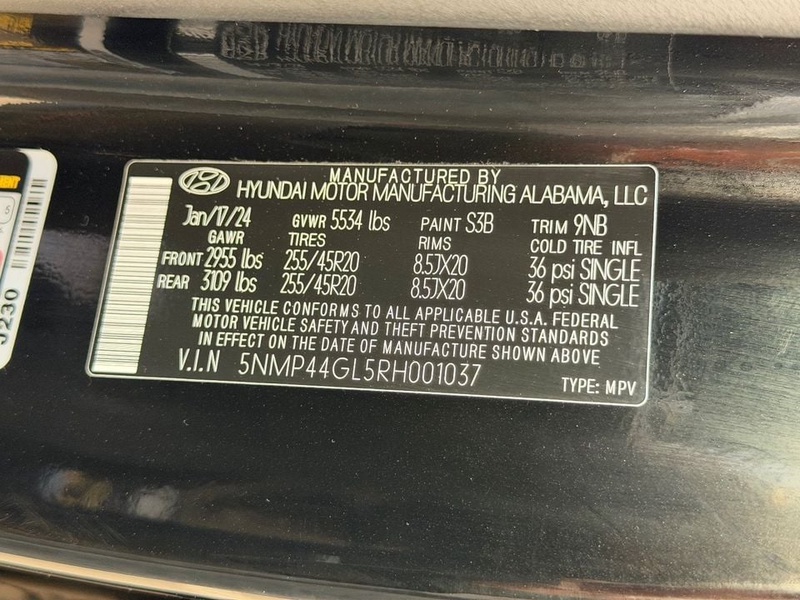 MANUFACTURED BY
HYUNDAI MOTOR MANUFACTURING ALABAMA, LLC
Jan/17/24 GVWR 5534 lbs PAINT S3B TRIM 9NB
GAWR TIRES RIMS COLD TIRE INFL
FRONT 2955 lbs 255/45R20 8.5JX20 36 psi SINGLE
REAR 3109 lbs 255/45R20 8.5JX20 36 psi SINGLE
THIS VEHICLE CONFORMS TO ALL APPLICABLE U.S.A. FEDERAL
MOTOR VEHICLE SAFETY AND THEFT PREVENTION STANDARDS
IN EFFECT ON THE DATE OF MANUFACTURE SHOWN ABOVE
V.I.N 5NMP44GL5RH001037
TYPE: MPV
J230